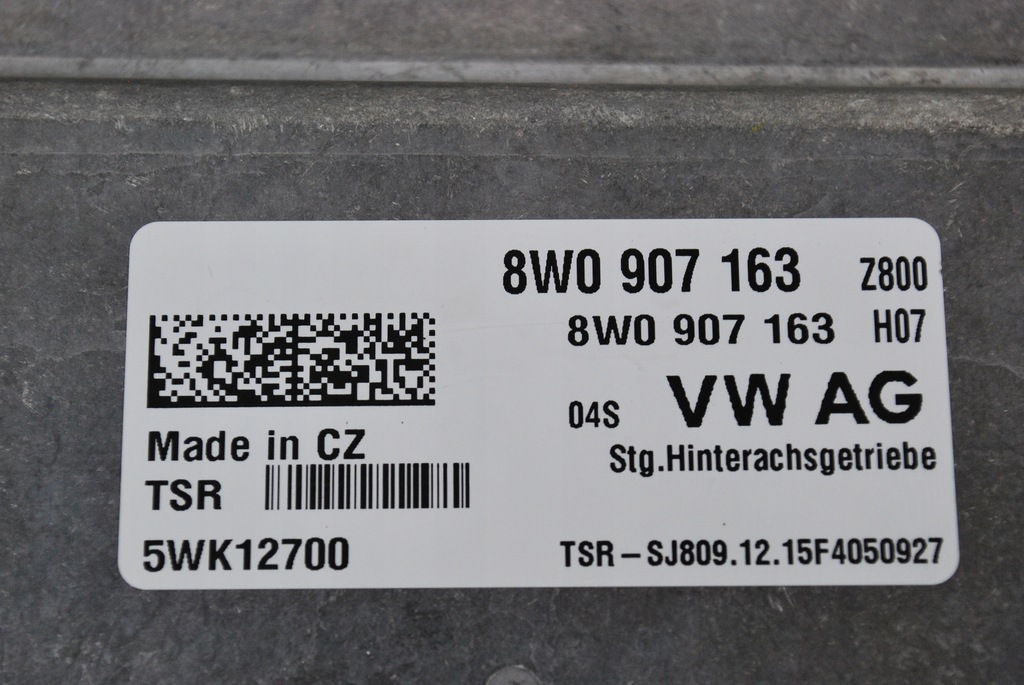 8W0 907 163 Z800
8W0 907 163 H07
04S VW AG
Stg.Hinterachsgetriebe
Made in CZ
TSR
5WK12700
TSR-SJ809.12.15F4050927